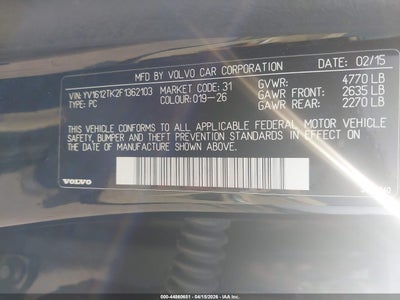 MFD BY VOLVO CAR CORPORATION 02/15
VIN: YV1612TK2F1362103 MARKET CODE: 31 GVWR: 4770 LB
TYPE: PC COLOUR: 019-26 GAWR FRONT: 2635 LB
GAWR REAR: 2270 LB
THIS VEHICLE CONFORMS TO ALL APPLICABLE FEDERAL MOTOR VEHICLE
SAFETY, BUMPER, AND THEFT PREVENTION STANDARDS IN EFFECT ON THE
DATE OF MANUFACTURE SHOWN ABOVE.
VOLVO
000-44860651 - 04/15/2026 - IAA Inc.